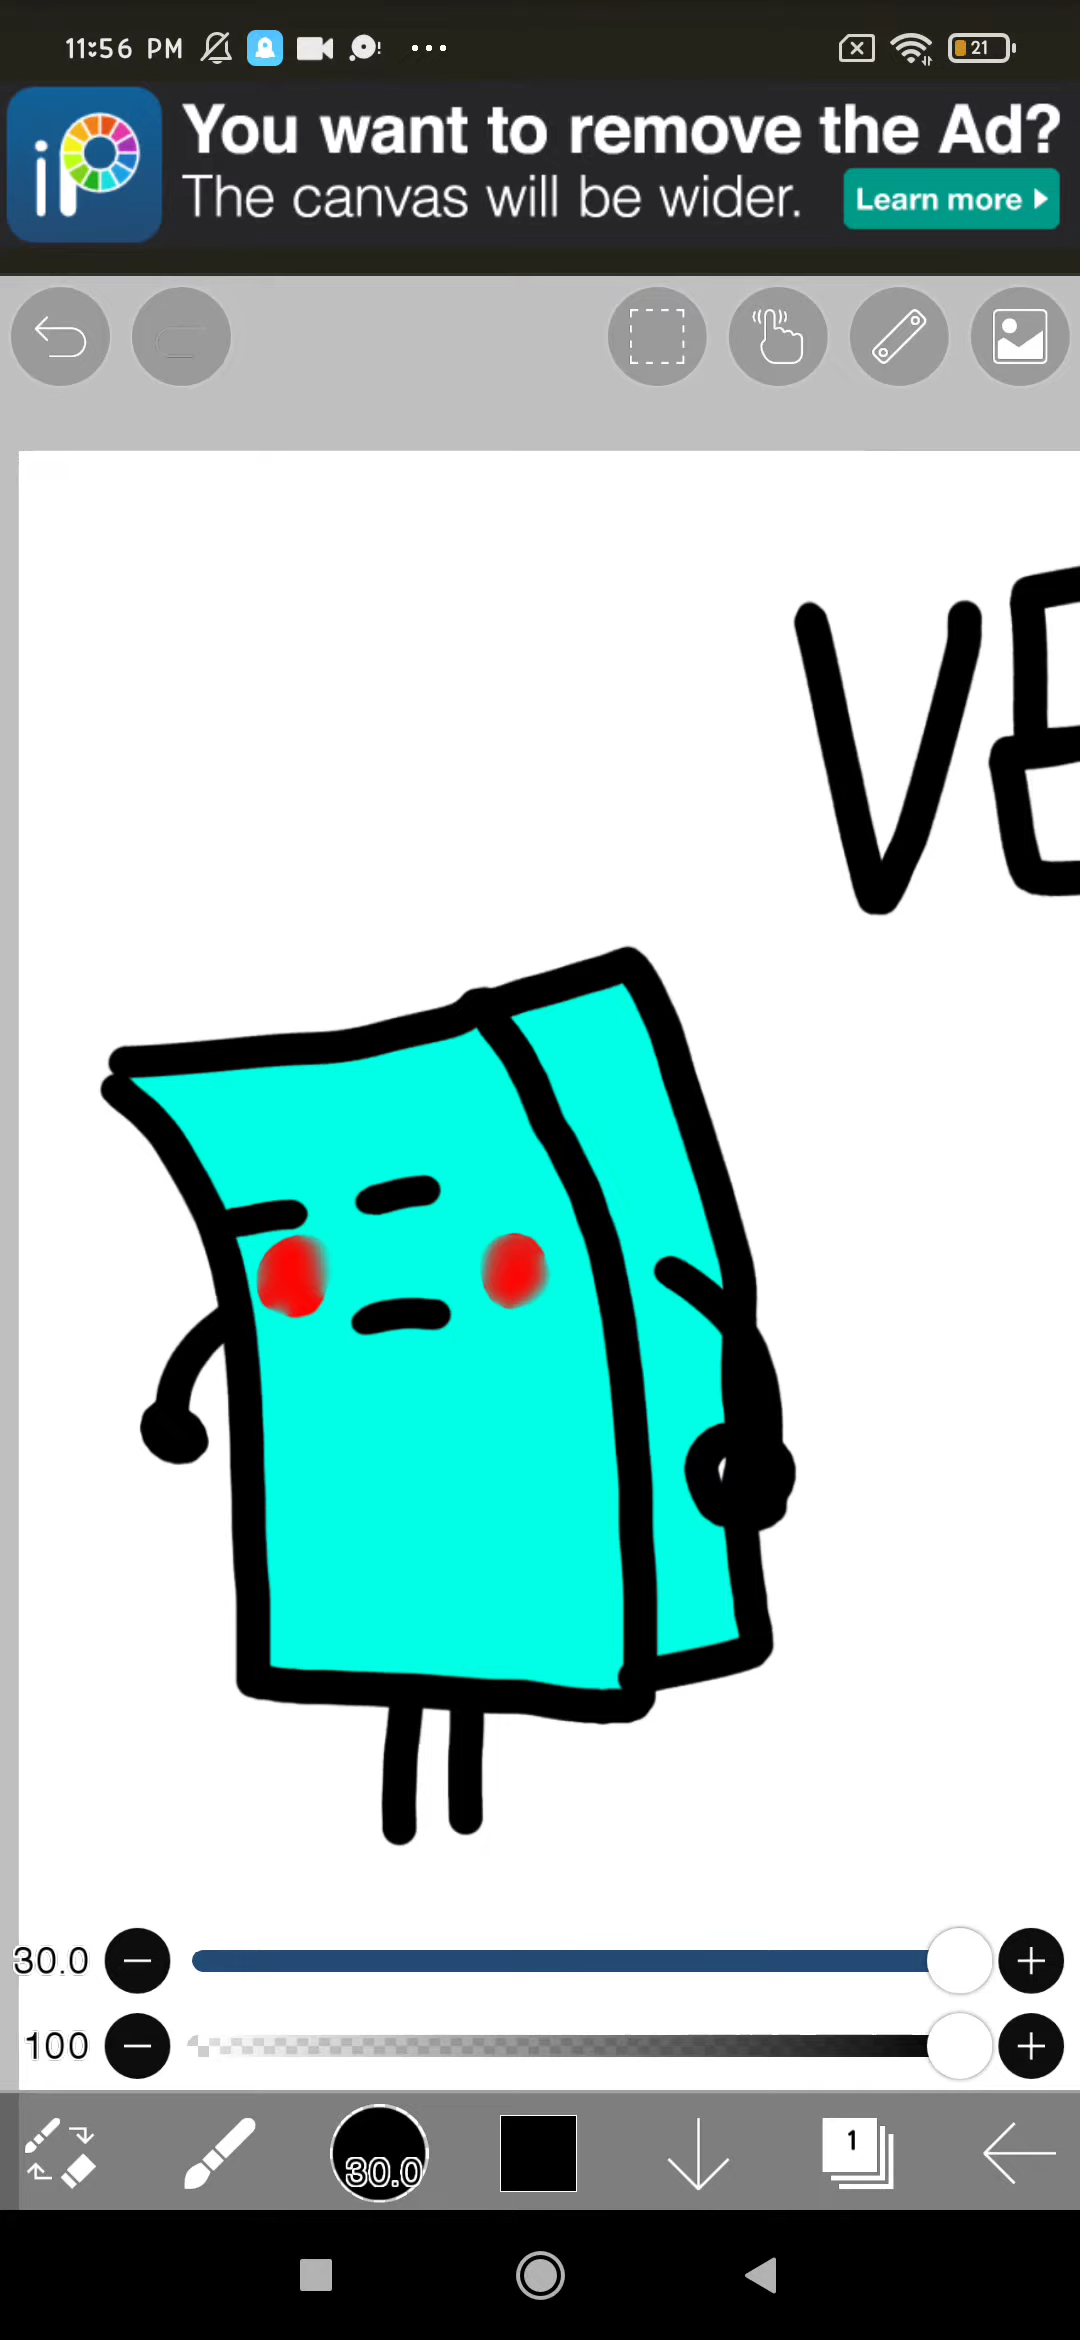 11:56 PM
21
iP
You want to remove the Ad?
The canvas will be wider.
Learn more
V
30.0
100
30.0
1